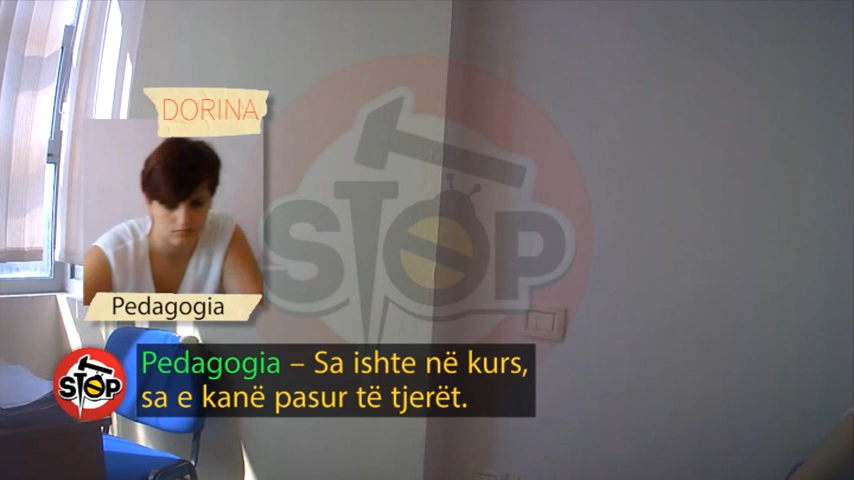 DORINA
STOP
Pedagogia
Pedagogia – Sa ishte në kurs,
sa e kanë pasur të tjerët.
STOP